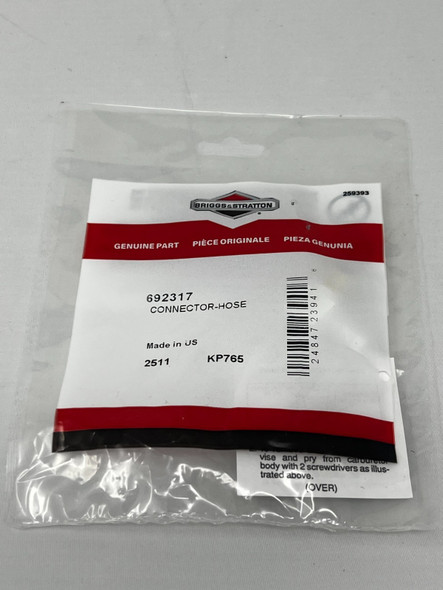 259393
BRIGGS&STRATTON
GENUINE PART PIÈCE ORIGINALE PIEZA GENUNIA
692317
CONNECTOR-HOSE
Made in US
2511 KP765
24847 23941
vise and pry from carburetor
body with 2 screwdrivers as illus-
trated above.
(OVER)